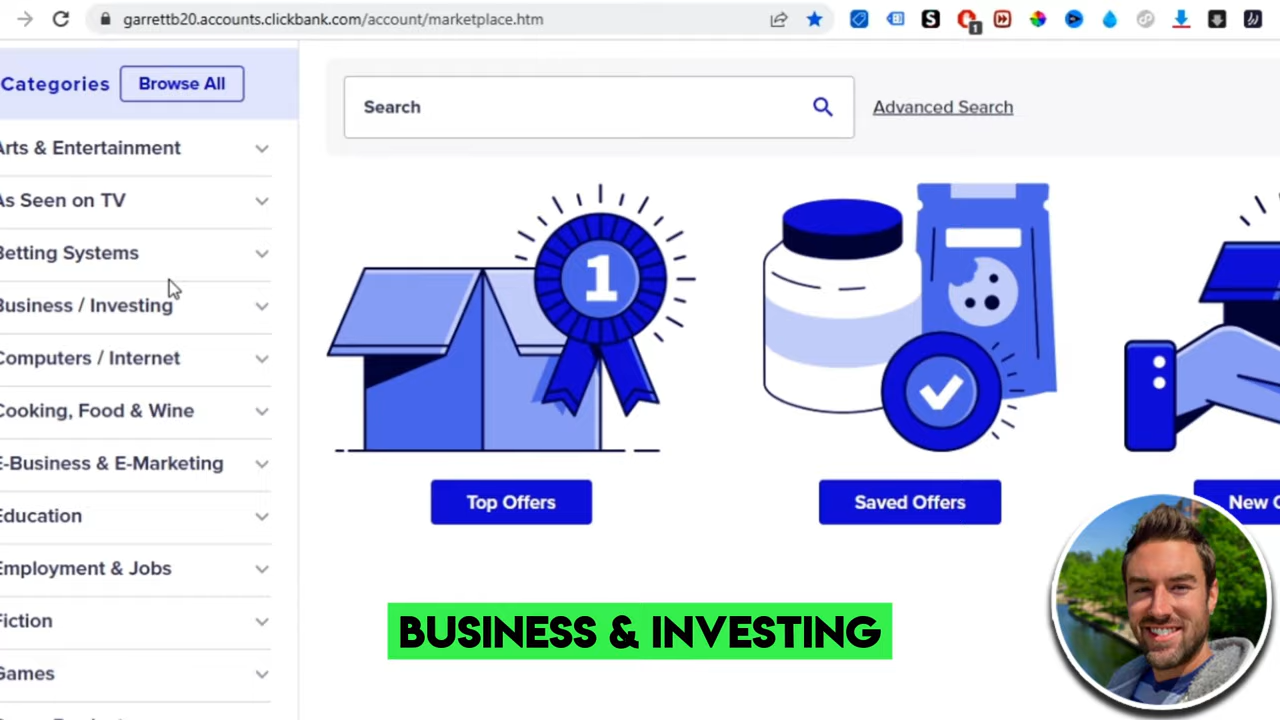 garrettb20.accounts.clickbank.com/account/marketplace.htm
1
Categories
Browse All
Search
Advanced Search
Arts & Entertainment
As Seen on TV
Betting Systems
Business / Investing
Computers / Internet
Cooking, Food & Wine
E-Business & E-Marketing
Education
Employment & Jobs
Fiction
Games
1
Top Offers
Saved Offers
New
BUSINESS & INVESTING